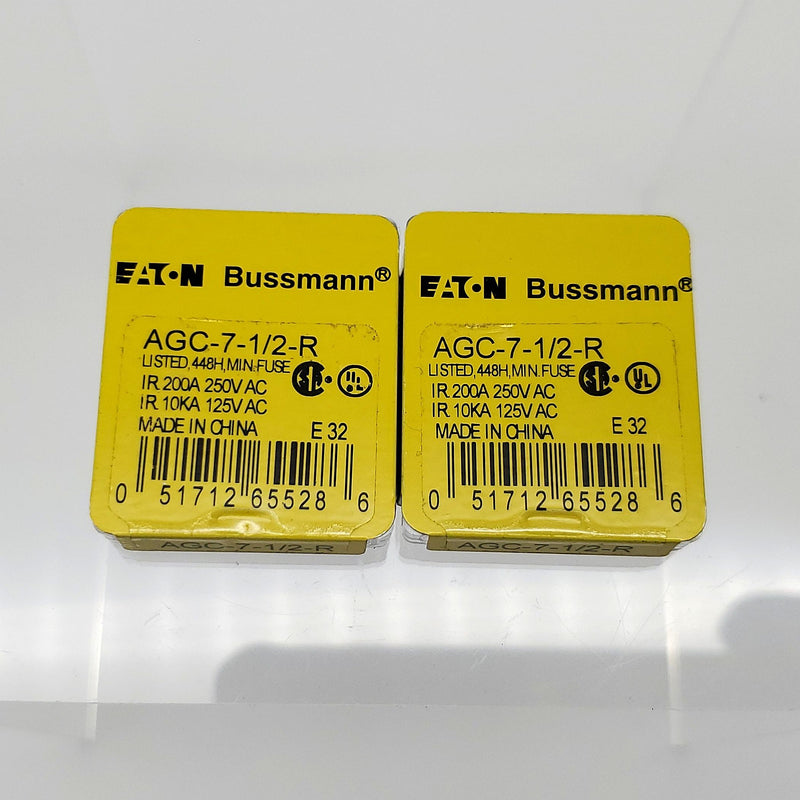 EATON Bussmann®
AGC-7-1/2-R
LISTED, 448H, MIN. FUSE
IR 200A 250V AC
IR. 10KA 125V AC
MADE IN CHINA E 32
0 51712 65528 6
AGC-7-1/2-R
EATON Bussmann®
AGC-7-1/2-R
LISTED, 448H, MIN. FUSE
IR 200A 250V AC
IR. 10KA 125V AC
MADE IN CHINA E 32
0 51712 65528 6
AGC-7-1/2-R